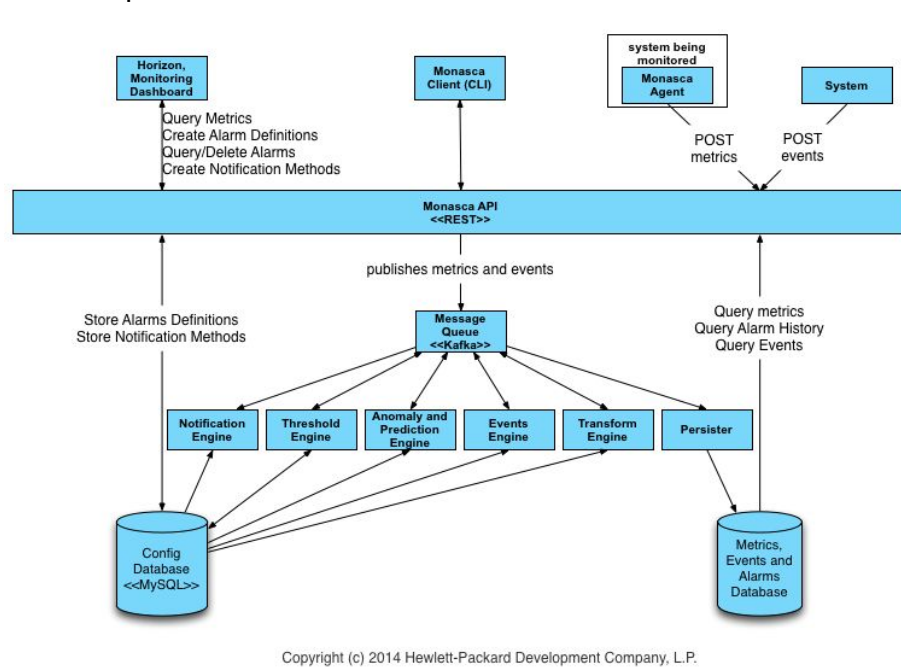 Horizon,
Monitoring
Dashboard
Monasca
Client (CLI)
system being
monitored
Monasca
Agent
System
Query Metrics
Create Alarm Definitions
Query/Delete Alarms
Create Notification Methods
POST
metrics
POST
events
Monasca API
<<REST>>
publishes metrics and events
Store Alarms Definitions
Store Notification Methods
Message
Queue
<<Kafka>>
Query metrics
Query Alarm History
Query Events
Notification
Engine
Threshold
Engine
Anomaly and
Prediction
Engine
Events
Engine
Transform
Engine
Persister
Config
Database
<<MySQL>>
Metrics,
Events and
Alarms
Database
Copyright (c) 2014 Hewlett-Packard Development Company, L.P.